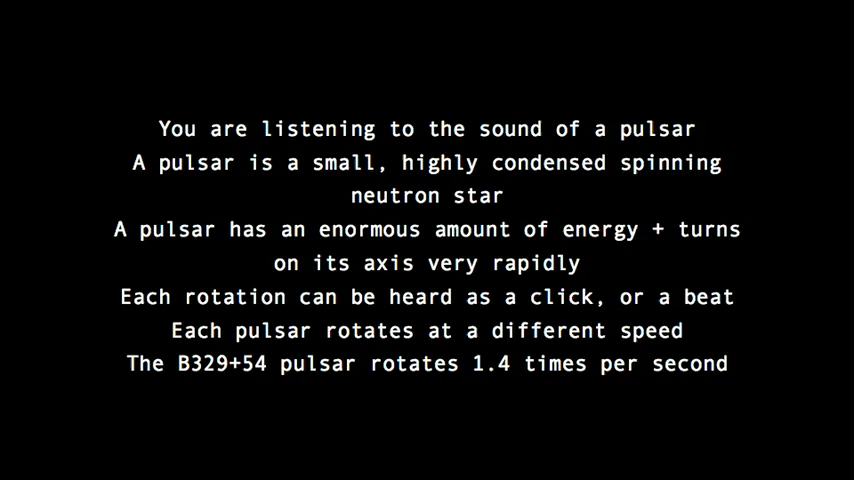 You are listening to the sound of a pulsar
A pulsar is a small, highly condensed spinning
neutron star
A pulsar has an enormous amount of energy + turns
on its axis very rapidly
Each rotation can be heard as a click, or a beat
Each pulsar rotates at a different speed
The B329+54 pulsar rotates 1.4 times per second